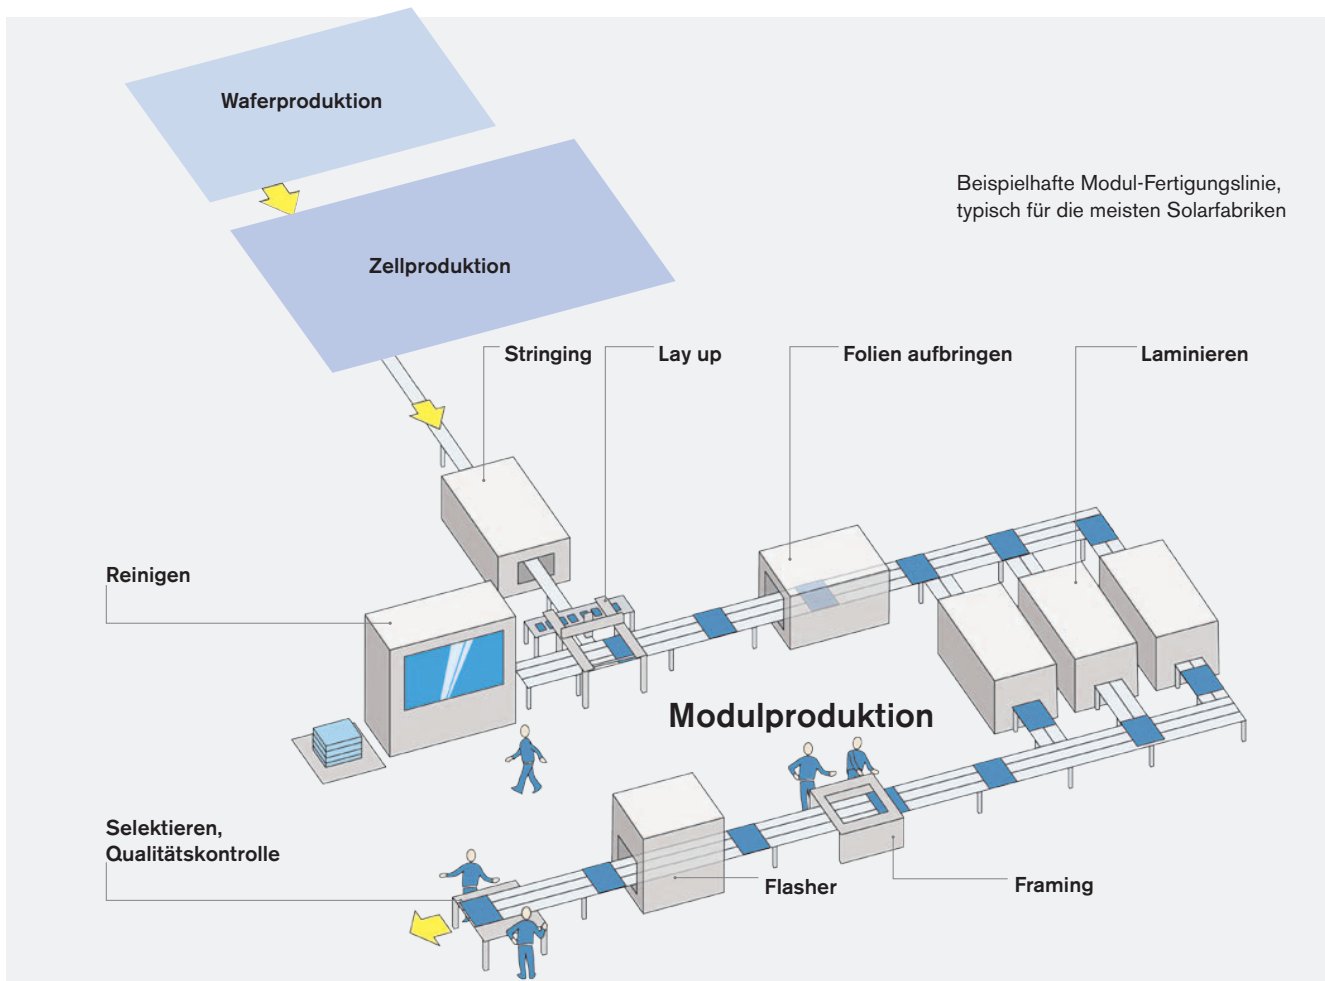 Waferproduktion
Beispielhafte Modul-Fertigungslinie,
typisch für die meisten Solarfabriken
Zellproduktion
Stringing
Lay up
Folien aufbringen
Laminieren
Reinigen
Modulproduktion
Selektieren,
Qualitätskontrolle
Flasher
Framing